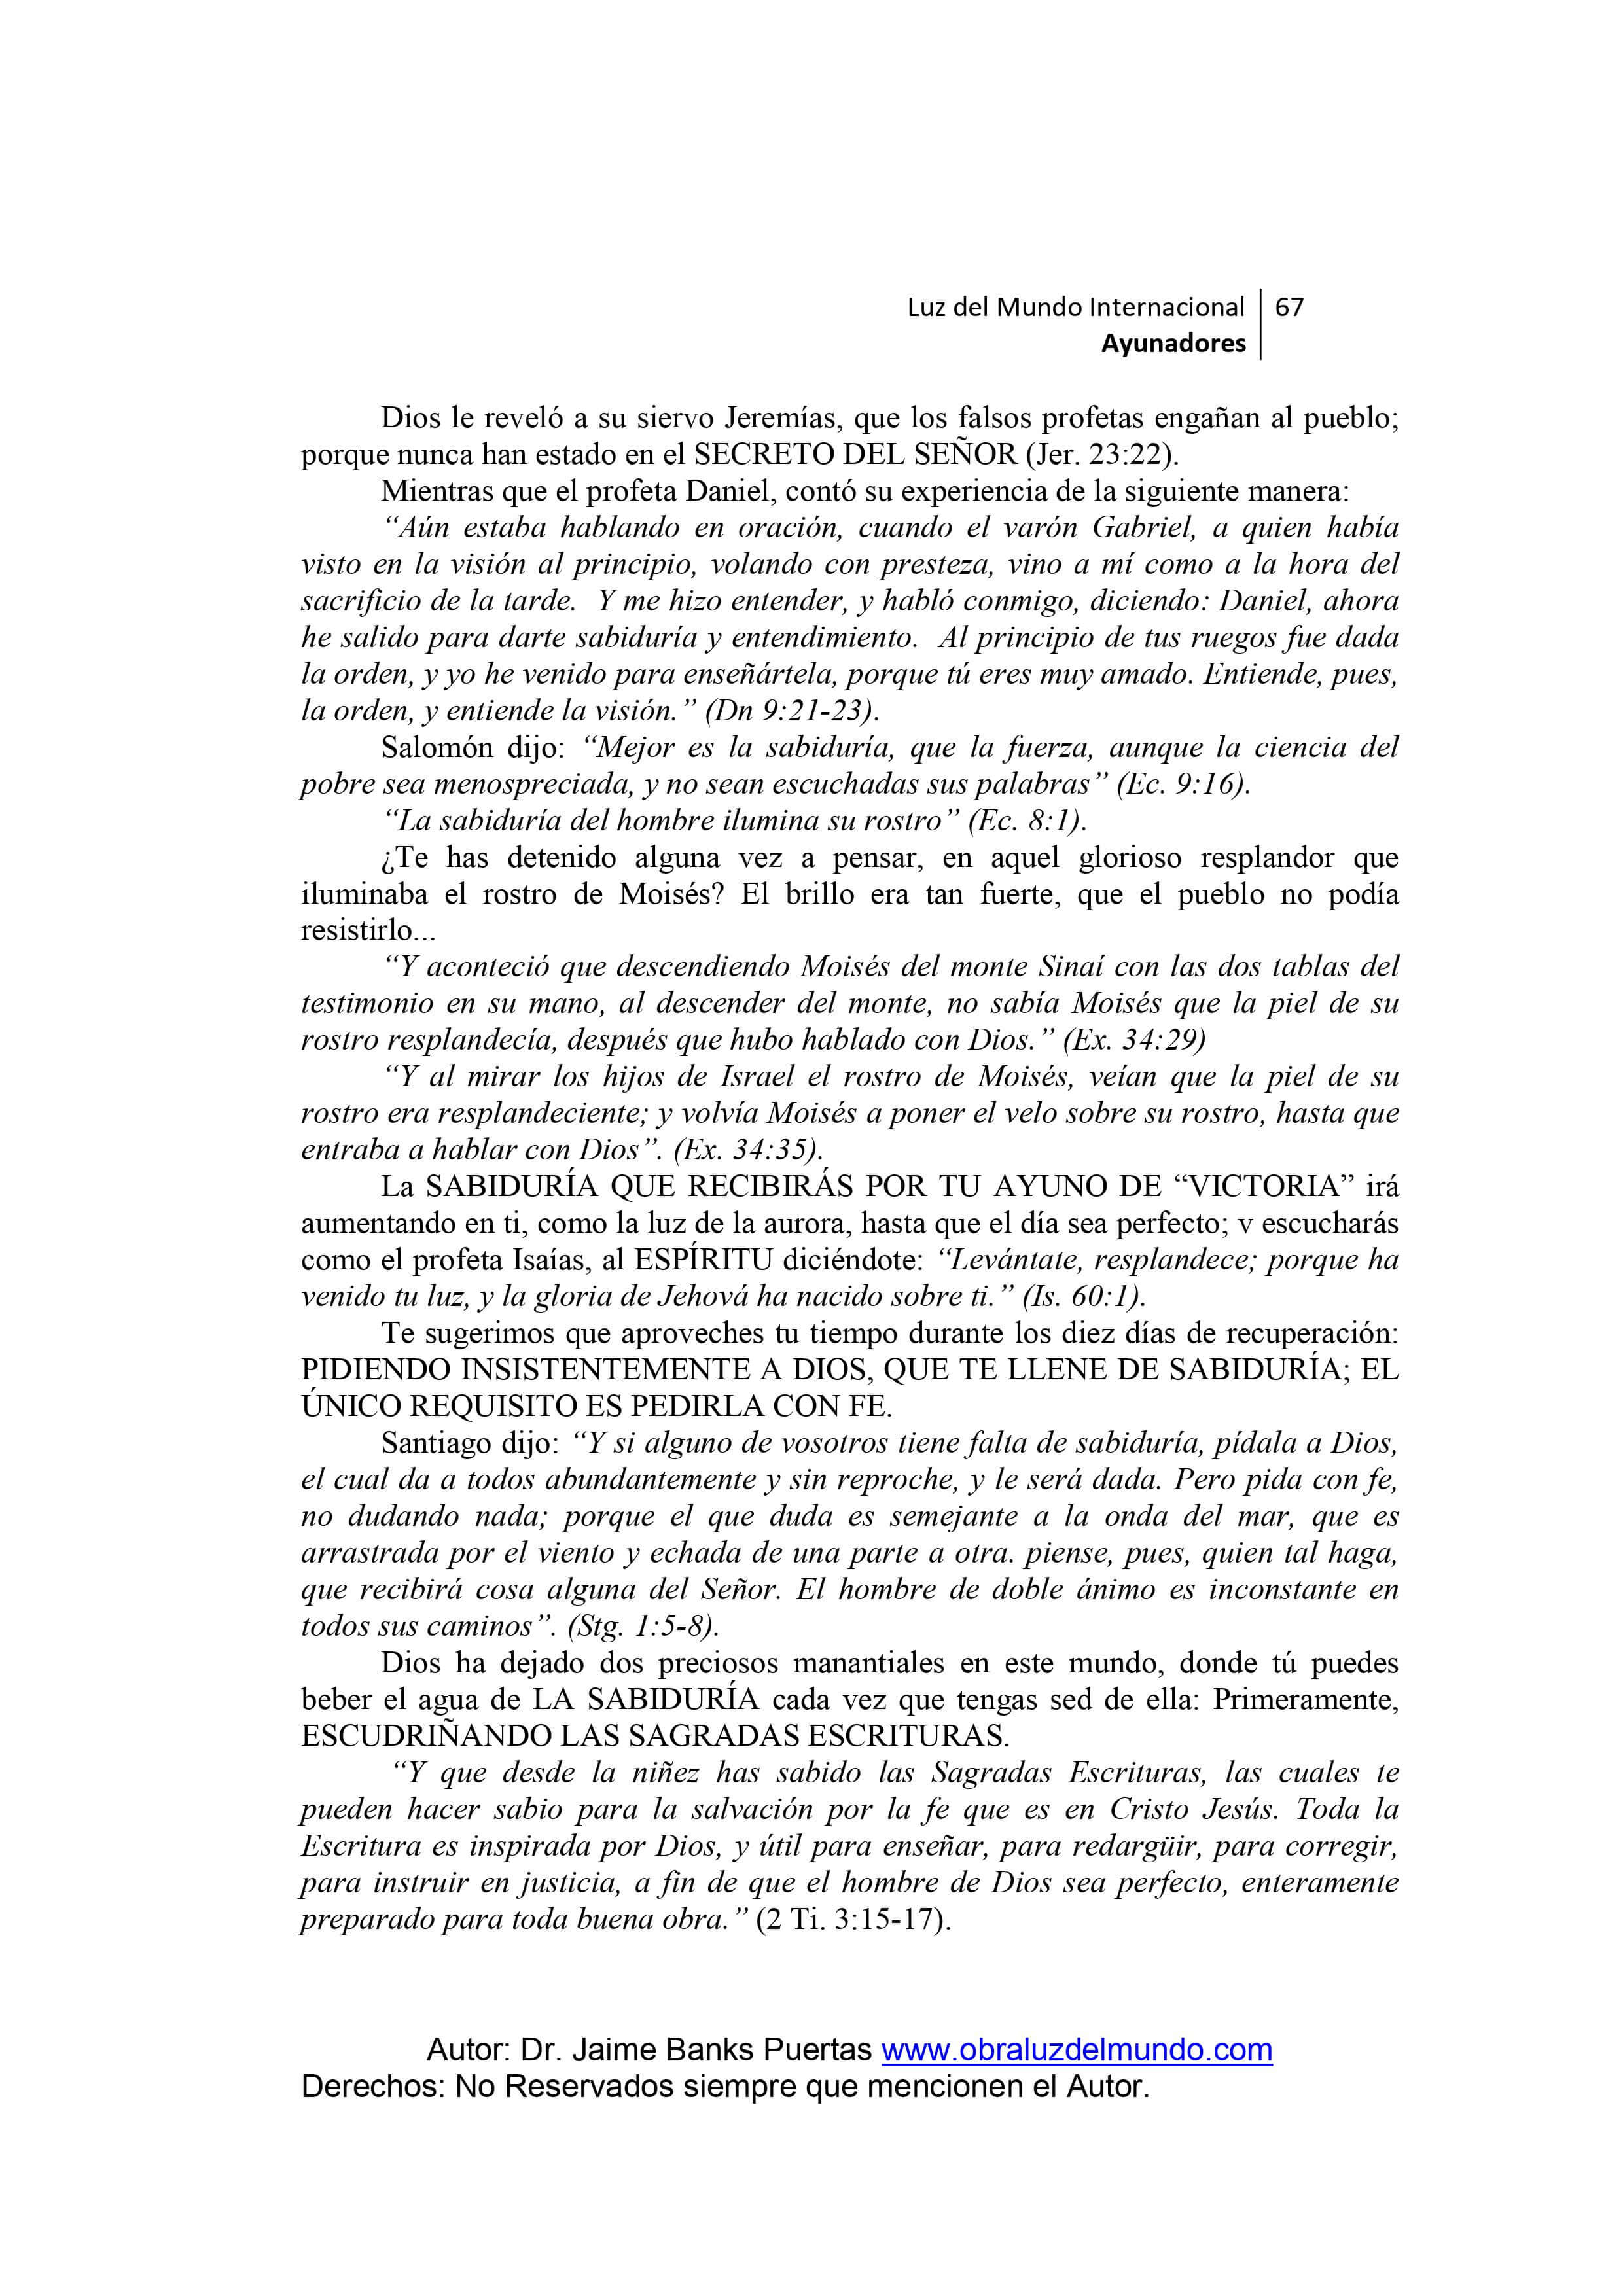 Luz del Mundo Internacional 67
Ayunadores
Dios le reveló a su siervo Jeremías, que los falsos profetas engañan al pueblo;
porque nunca han estado en el SECRETO DEL SEÑOR (Jer. 23:22).
Mientras que el profeta Daniel, contó su experiencia de la siguiente manera:
“Aún estaba hablando en oración, cuando el varón Gabriel, a quien había
visto en la visión al principio, volando con presteza, vino a mí como a la hora del
sacrificio de la tarde.  Y me hizo entender, y habló conmigo, diciendo: Daniel, ahora
he salido para darte sabiduría y entendimiento.  Al principio de tus ruegos fue dada
la orden, y yo he venido para enseñártela, porque tú eres muy amado. Entiende, pues,
la orden, y entiende la visión.” (Dn 9:21-23).
Salomón dijo: “Mejor es la sabiduría, que la fuerza, aunque la ciencia del
pobre sea menospreciada, y no sean escuchadas sus palabras” (Ec. 9:16).
“La sabiduría del hombre ilumina su rostro” (Ec. 8:1).
¿Te has detenido alguna vez a pensar, en aquel glorioso resplandor que
iluminaba el rostro de Moisés? El brillo era tan fuerte, que el pueblo no podía
resistirlo...
“Y aconteció que descendiendo Moisés del monte Sinaí con las dos tablas del
testimonio en su mano, al descender del monte, no sabía Moisés que la piel de su
rostro resplandecía, después que hubo hablado con Dios.” (Ex. 34:29)
“Y al mirar los hijos de Israel el rostro de Moisés, veían que la piel de su
rostro era resplandeciente; y volvía Moisés a poner el velo sobre su rostro, hasta que
entraba a hablar con Dios”. (Ex. 34:35).
La SABIDURÍA QUE RECIBIRÁS POR TU AYUNO DE “VICTORIA” irá
aumentando en ti, como la luz de la aurora, hasta que el día sea perfecto; v escucharás
como el profeta Isaías, al ESPÍRITU diciéndote: “Levántate, resplandece; porque ha
venido tu luz, y la gloria de Jehová ha nacido sobre ti.” (Is. 60:1).
Te sugerimos que aproveches tu tiempo durante los diez días de recuperación:
PIDIENDO INSISTENTEMENTE A DIOS, QUE TE LLENE DE SABIDURÍA; EL
ÚNICO REQUISITO ES PEDIRLA CON FE.
Santiago dijo: “Y si alguno de vosotros tiene falta de sabiduría, pídala a Dios,
el cual da a todos abundantemente y sin reproche, y le será dada. Pero pida con fe,
no dudando nada; porque el que duda es semejante a la onda del mar, que es
arrastrada por el viento y echada de una parte a otra. piense, pues, quien tal haga,
que recibirá cosa alguna del Señor. El hombre de doble ánimo es inconstante en
todos sus caminos”. (Stg. 1:5-8).
Dios ha dejado dos preciosos manantiales en este mundo, donde tú puedes
beber el agua de LA SABIDURÍA cada vez que tengas sed de ella: Primeramente,
ESCUDRIÑANDO LAS SAGRADAS ESCRITURAS.
“Y que desde la niñez has sabido las Sagradas Escrituras, las cuales te
pueden hacer sabio para la salvación por la fe que es en Cristo Jesús. Toda la
Escritura es inspirada por Dios, y útil para enseñar, para redargüir, para corregir,
para instruir en justicia, a fin de que el hombre de Dios sea perfecto, enteramente
preparado para toda buena obra.” (2 Ti. 3:15-17).
Autor: Dr. Jaime Banks Puertas www.obraluzdelmundo.com
Derechos: No Reservados siempre que mencionen el Autor.